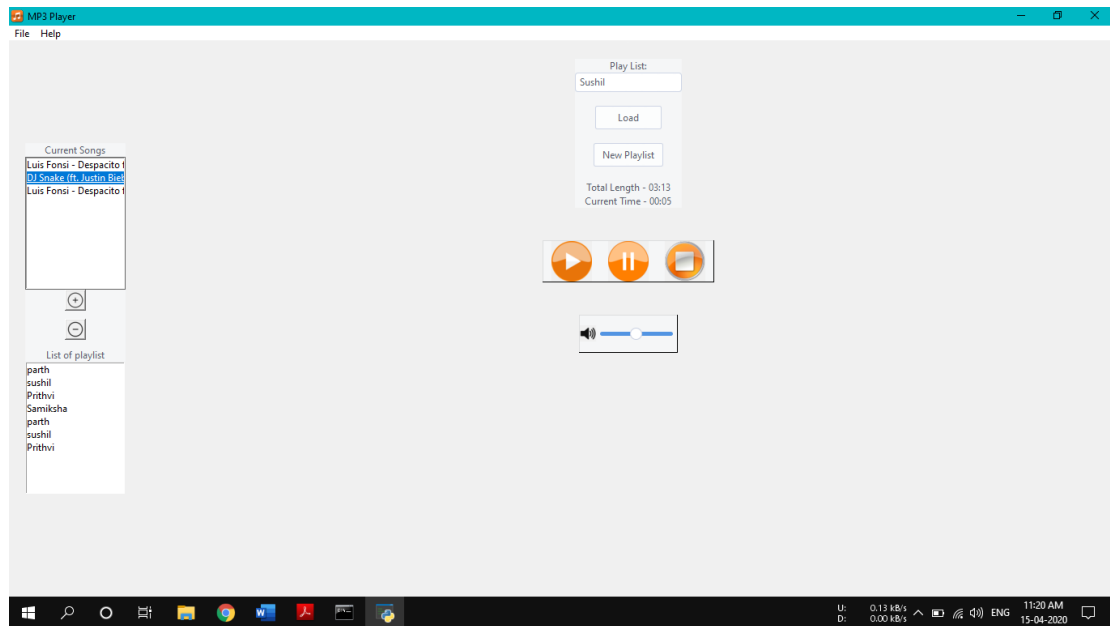 MP3 Player
File Help
Play List:
Sushil
Load
New Playlist
Total Length - 03:13
Current Time - 00:05
Current Songs
Luis Fonsi - Despacito
DJ Snake (ft. Justin Bieb
Luis Fonsi - Despacito
List of playlist
parth
sushil
Prithvi
Samiksha
parth
sushil
Prithvi
U: 0.13 kB/s
D: 0.00 kB/s
ENG
11:20 AM
15-04-2020